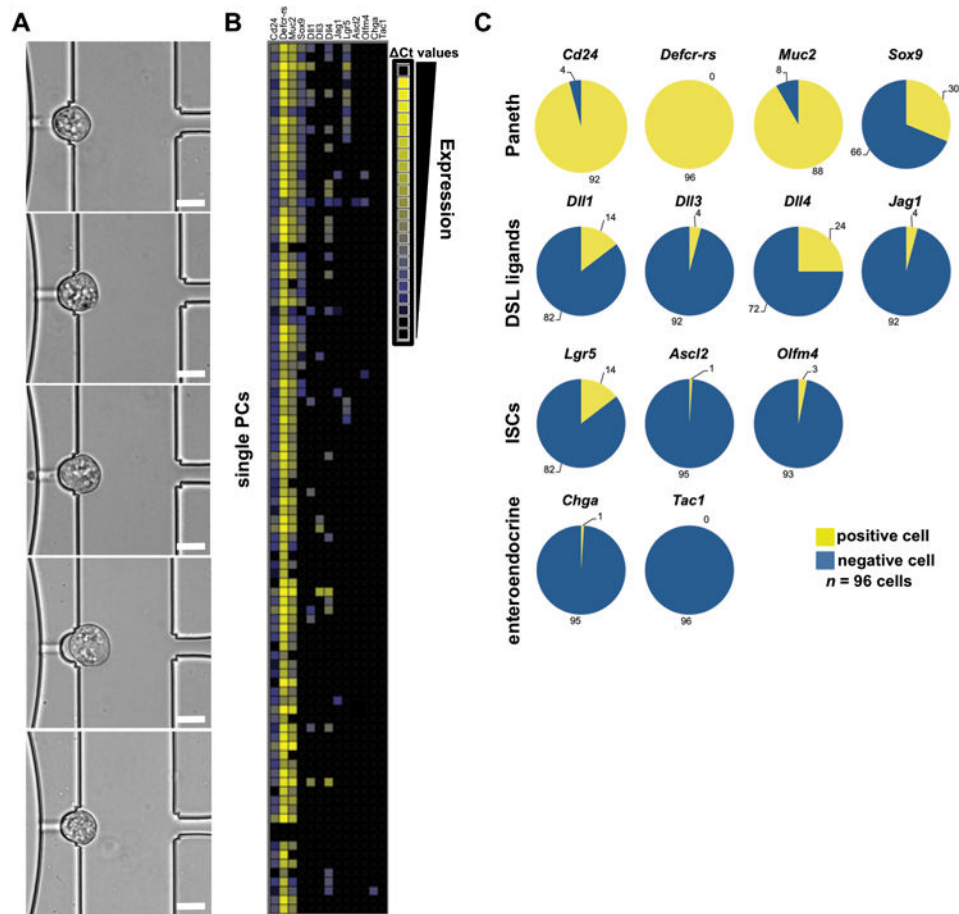 A
B
C
Cd24
Defcr-rs
Muc2
Sox9
Dll1
Dll3
Dll4
Jag1
Lgr5
Ascl2
Olfm4
Chga
Tac1
ΔCt values
Expression
single PCs
Paneth
Cd24 Defcr-rs Muc2 Sox9
4 0 8 30
92 96 88 66
DSL ligands
Dll1 Dll3 Dll4 Jag1
14 4 24 4
82 92 72 92
ISCs
Lgr5 Ascl2 Olfm4
14 1 3
82 95 93
enteroendocrine
Chga Tac1
1 0
95 96
positive cell
negative cell
n = 96 cells